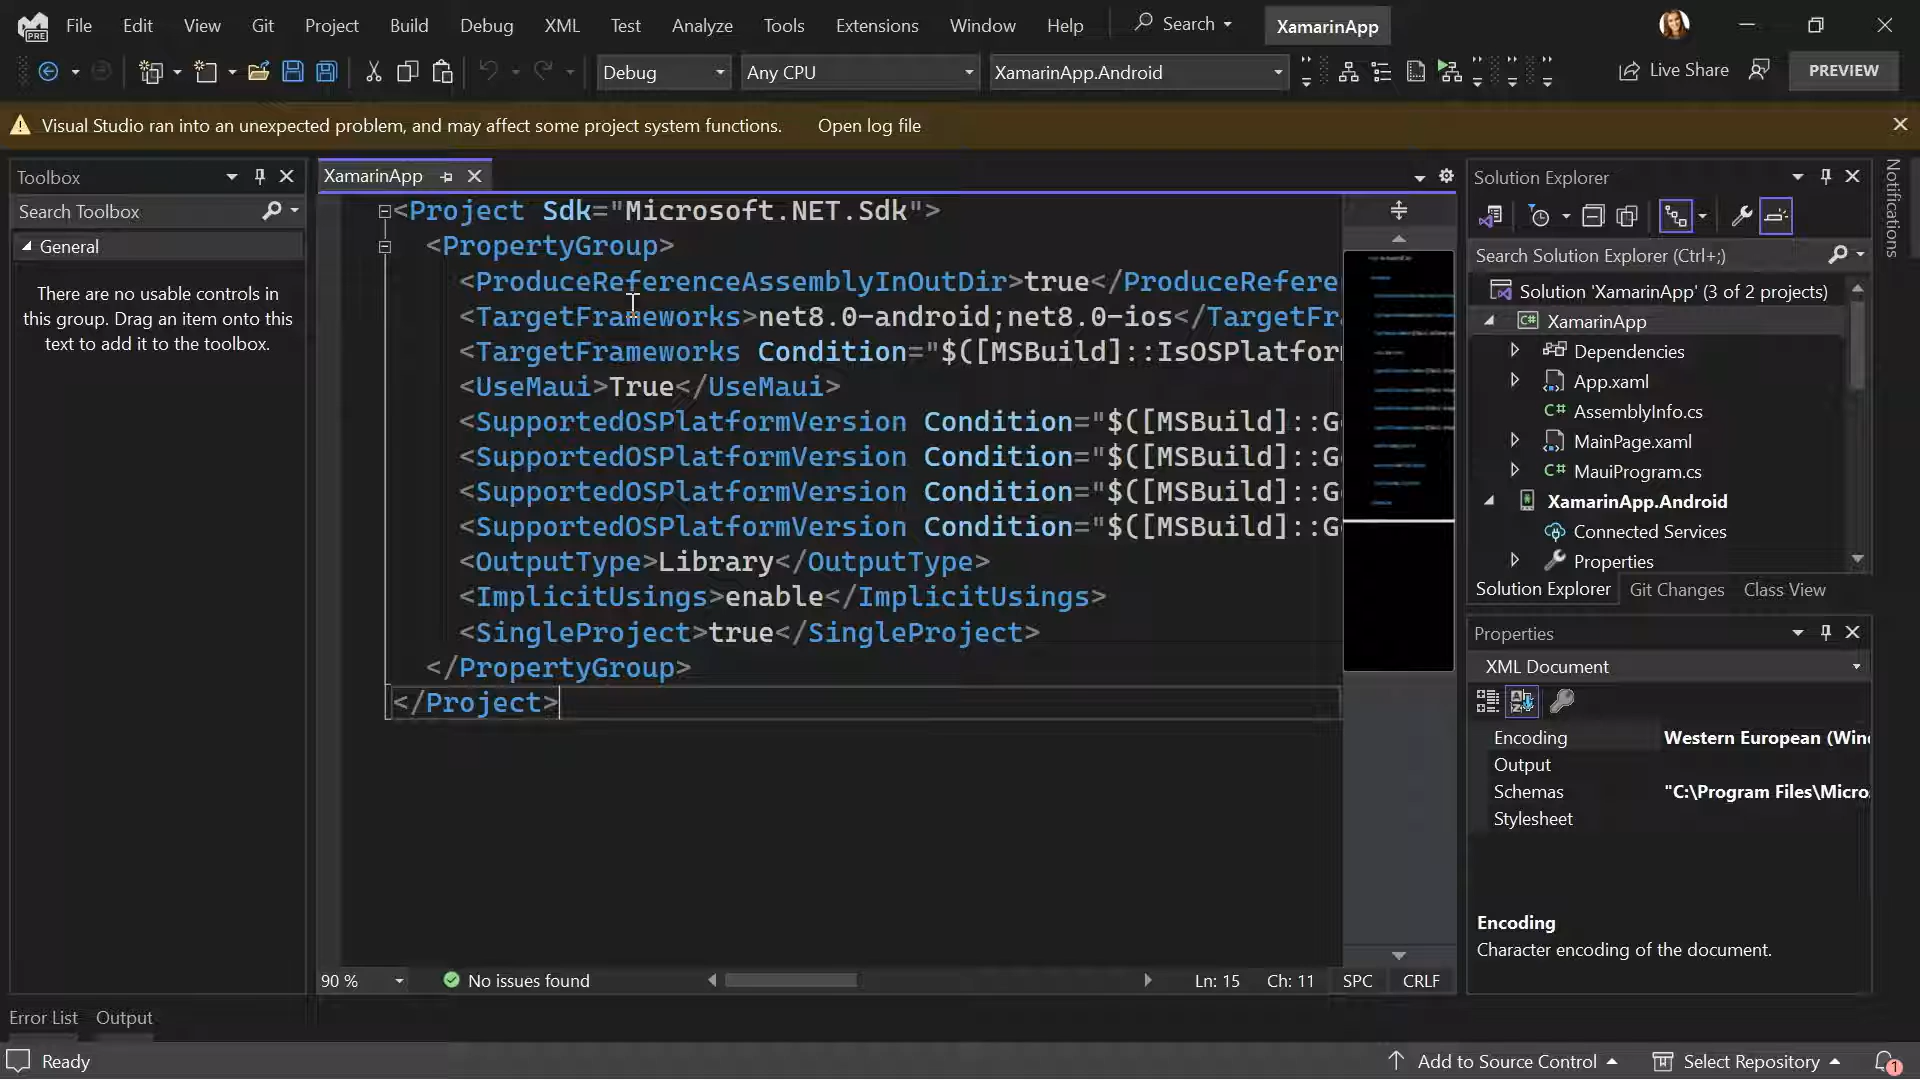 File Edit View Git Project Build Debug XML Test Analyze Tools Extensions Window Help Search XamarinApp
PRE
Debug Any CPU XamarinApp.Android Live Share PREVIEW
Visual Studio ran into an unexpected problem, and may affect some project system functions. Open log file
Toolbox
Search Toolbox
General
There are no usable controls in
this group. Drag an item onto this
text to add it to the toolbox.
XamarinApp
<Project Sdk="Microsoft.NET.Sdk">
<PropertyGroup>
<ProduceReferenceAssemblyInOutDir>true</ProduceRefere
<TargetFrameworks>net8.0-android;net8.0-ios</TargetFra
<TargetFrameworks Condition="$([MSBuild]::IsOSPlatfor
<UseMaui>True</UseMaui>
<SupportedOSPlatformVersion Condition="$([MSBuild]::G
<SupportedOSPlatformVersion Condition="$([MSBuild]::G
<SupportedOSPlatformVersion Condition="$([MSBuild]::G
<SupportedOSPlatformVersion Condition="$([MSBuild]::G
<OutputType>Library</OutputType>
<ImplicitUsings>enable</ImplicitUsings>
<SingleProject>true</SingleProject>
</PropertyGroup>
</Project>
90 % No issues found Ln: 15 Ch: 11 SPC CRLF
Solution Explorer
Search Solution Explorer (Ctrl+;)
Solution 'XamarinApp' (3 of 2 projects)
XamarinApp
Dependencies
App.xaml
C# AssemblyInfo.cs
MainPage.xaml
C# MauiProgram.cs
XamarinApp.Android
Connected Services
Properties
Solution Explorer Git Changes Class View
Properties
XML Document
Encoding Western European (Win
Output
Schemas "C:\Program Files\Micro
Stylesheet
Encoding
Character encoding of the document.
Notifications
Error List Output
Ready Add to Source Control Select Repository 1